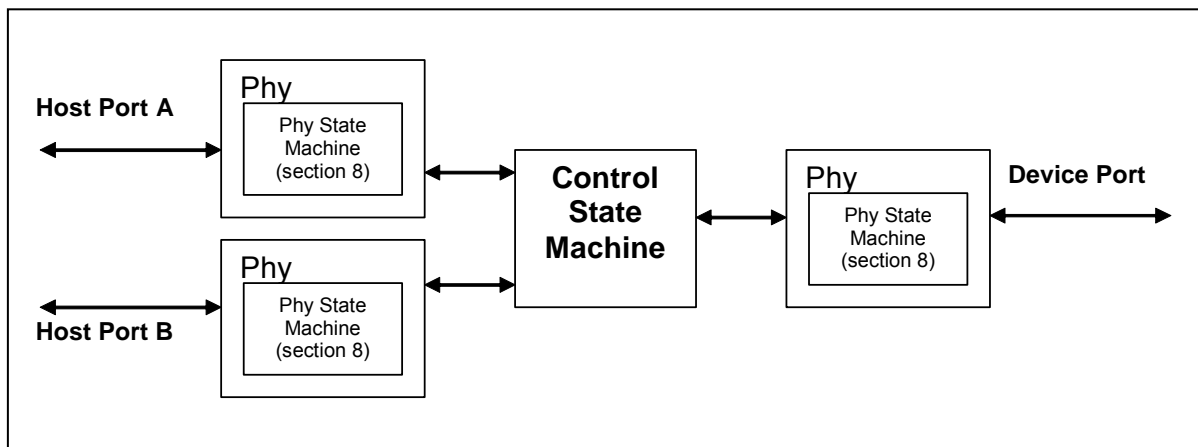 Host Port A
Phy
Phy State
Machine
(section 8)
Host Port B
Phy
Phy State
Machine
(section 8)
Control
State
Machine
Phy
Phy State
Machine
(section 8)
Device Port